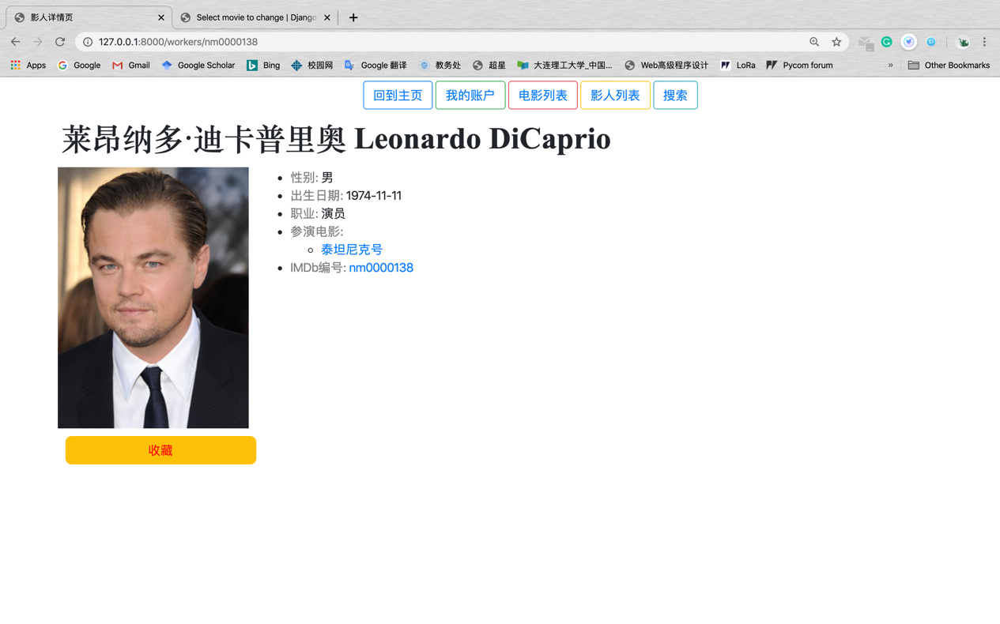 影人详情页
Select movie to change | Django
127.0.0.1:8000/workers/nm0000138
Apps Google Gmail Google Scholar Bing 校园网 Google 翻译 教务处 超星 大连理工大学_中国... Web高级程序设计 LoRa Pycom forum » Other Bookmarks
回到主页 我的账户 电影列表 影人列表 搜索
莱昂纳多·迪卡普里奥 Leonardo DiCaprio
性别: 男
出生日期: 1974-11-11
职业: 演员
参演电影:
泰坦尼克号
IMDb编号: nm0000138
收藏